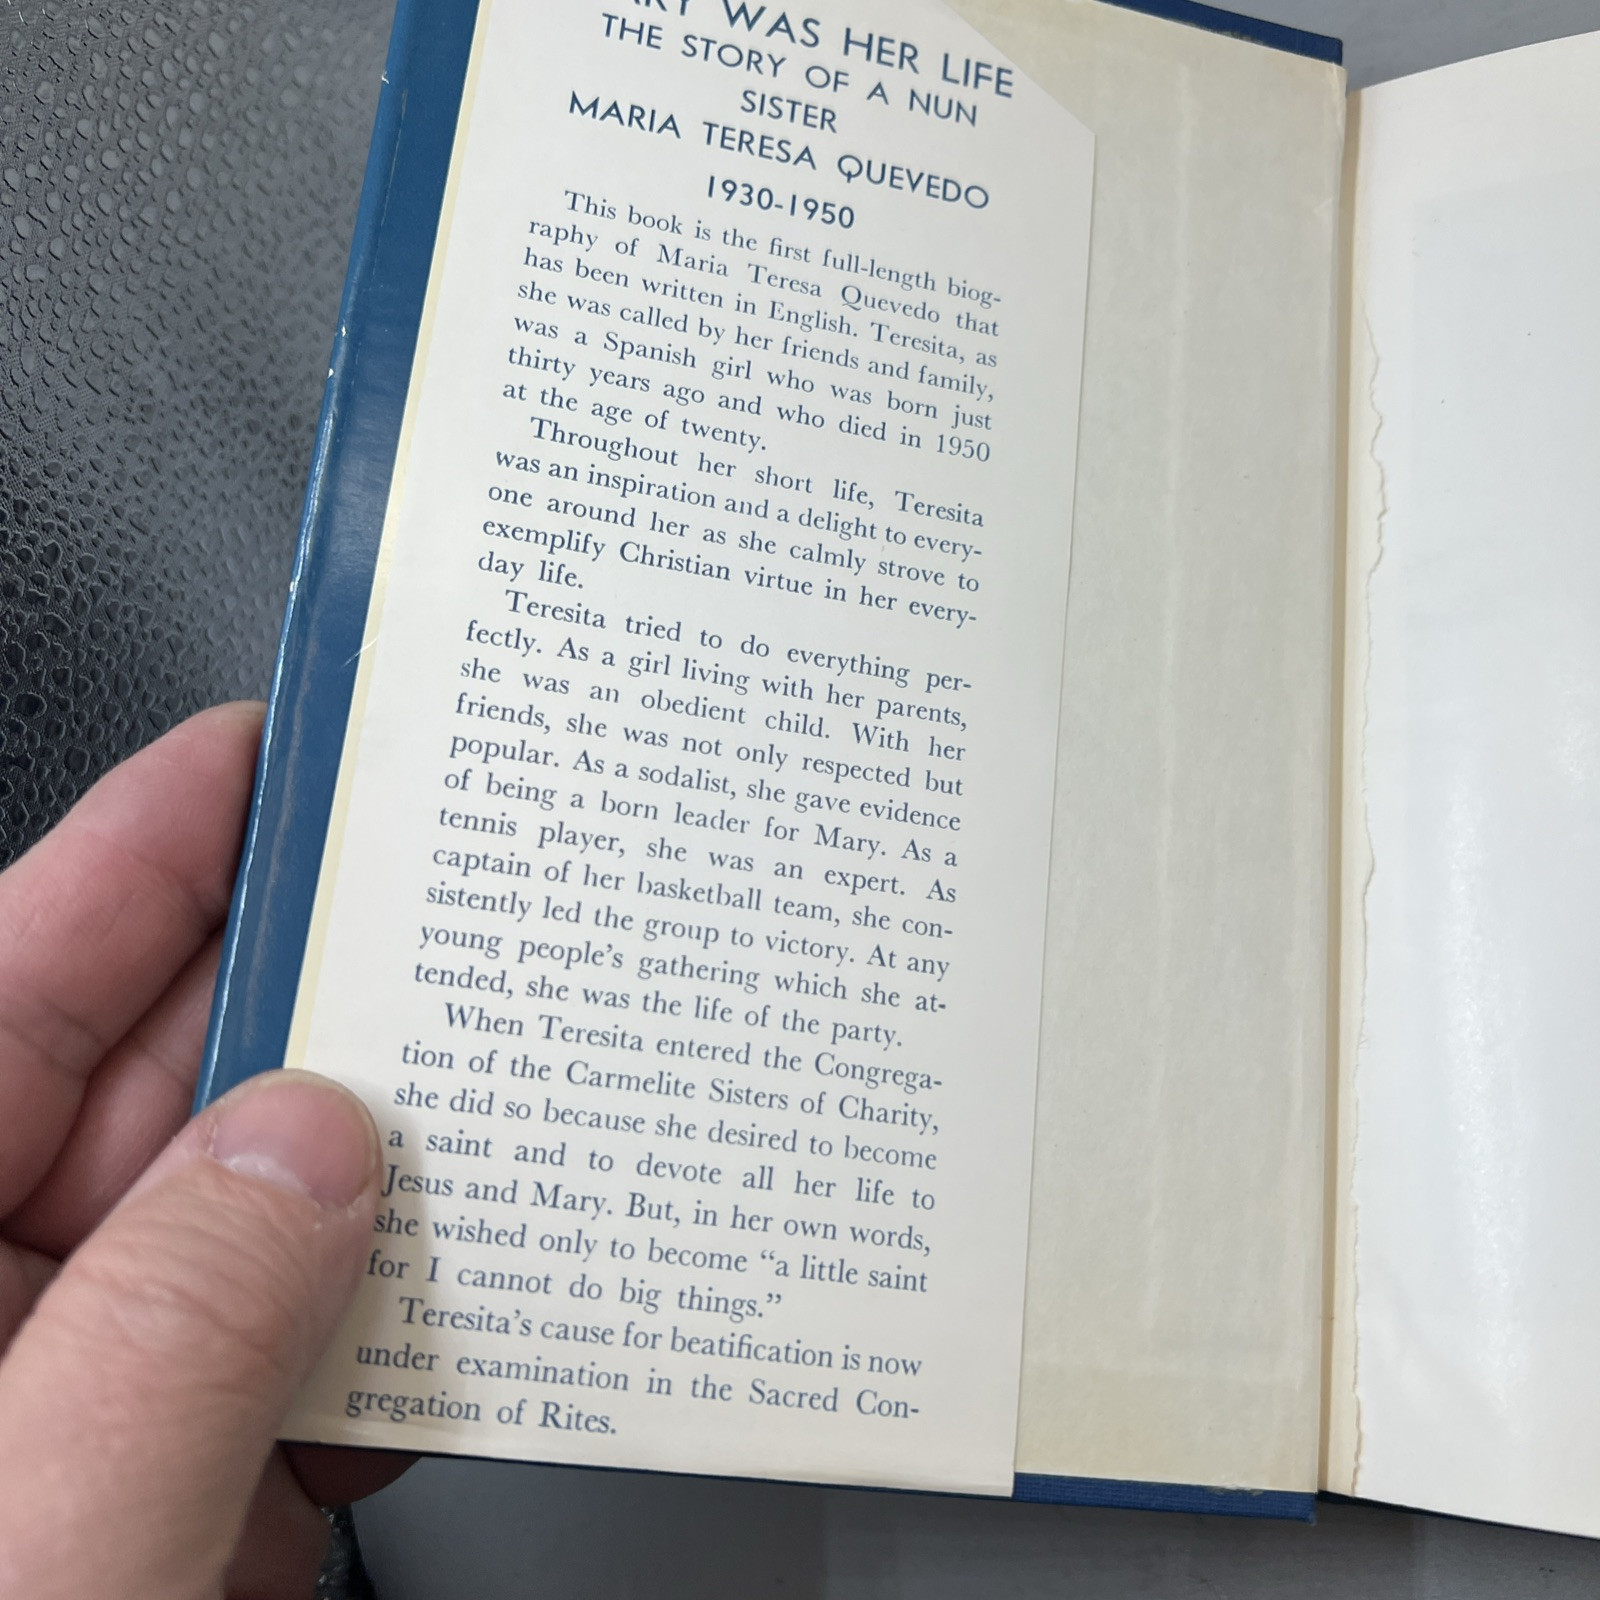 WAS HER LIFE
THE STORY OF A NUN
SISTER
MARIA TERESA QUEVEDO
1930-1950
This book is the first full-length biog-
raphy of Maria Teresa Quevedo that
has been written in English. Teresita, as
she was called by her friends and family,
was a Spanish girl who was born just
thirty years ago and who died in 1950
at the age of twenty.
Throughout her short life, Teresita
was an inspiration and a delight to every-
one around her as she calmly strove to
exemplify Christian virtue in her every-
day life.
Teresita tried to do everything per-
fectly. As a girl living with her parents,
she was an obedient child. With her
friends, she was not only respected but
popular. As a sodalist, she gave evidence
of being a born leader for Mary. As a
tennis player, she was an expert. As
captain of her basketball team, she con-
sistently led the group to victory. At any
young people's gathering which she at-
tended, she was the life of the party.
When Teresita entered the Congrega-
tion of the Carmelite Sisters of Charity,
she did so because she desired to become
a saint and to devote all her life to
Jesus and Mary. But, in her own words,
she wished only to become “a little saint
for I cannot do big things.”
Teresita's cause for beatification is now
under examination in the Sacred Con-
gregation of Rites.